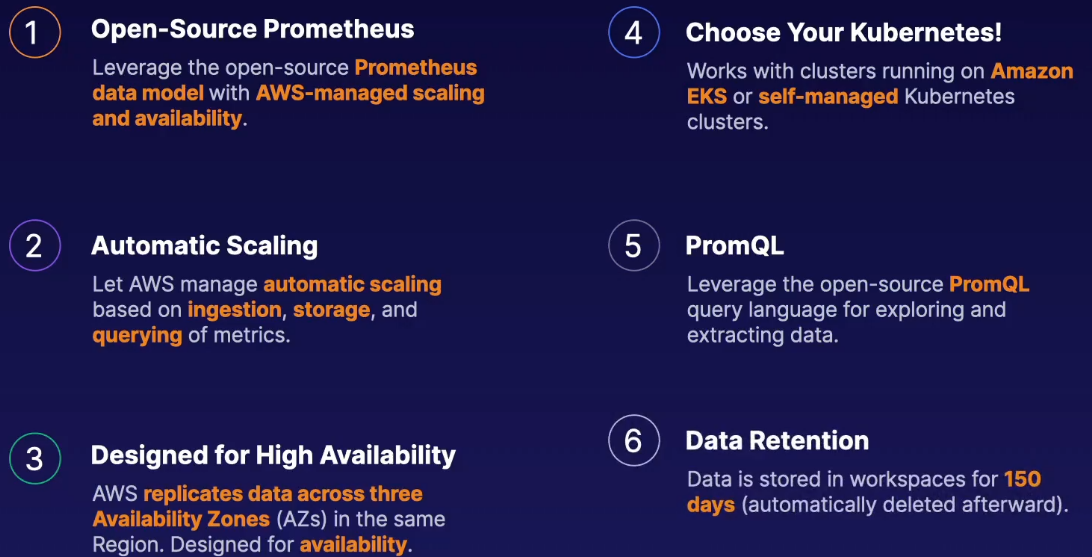 1
Open-Source Prometheus
Leverage the open-source Prometheus
data model with AWS-managed scaling
and availability.
2
Automatic Scaling
Let AWS manage automatic scaling
based on ingestion, storage, and
querying of metrics.
3
Designed for High Availability
AWS replicates data across three
Availability Zones (AZs) in the same
Region. Designed for availability.
4
Choose Your Kubernetes!
Works with clusters running on Amazon
EKS or self-managed Kubernetes
clusters.
5
PromQL
Leverage the open-source PromQL
query language for exploring and
extracting data.
6
Data Retention
Data is stored in workspaces for 150
days (automatically deleted afterward).